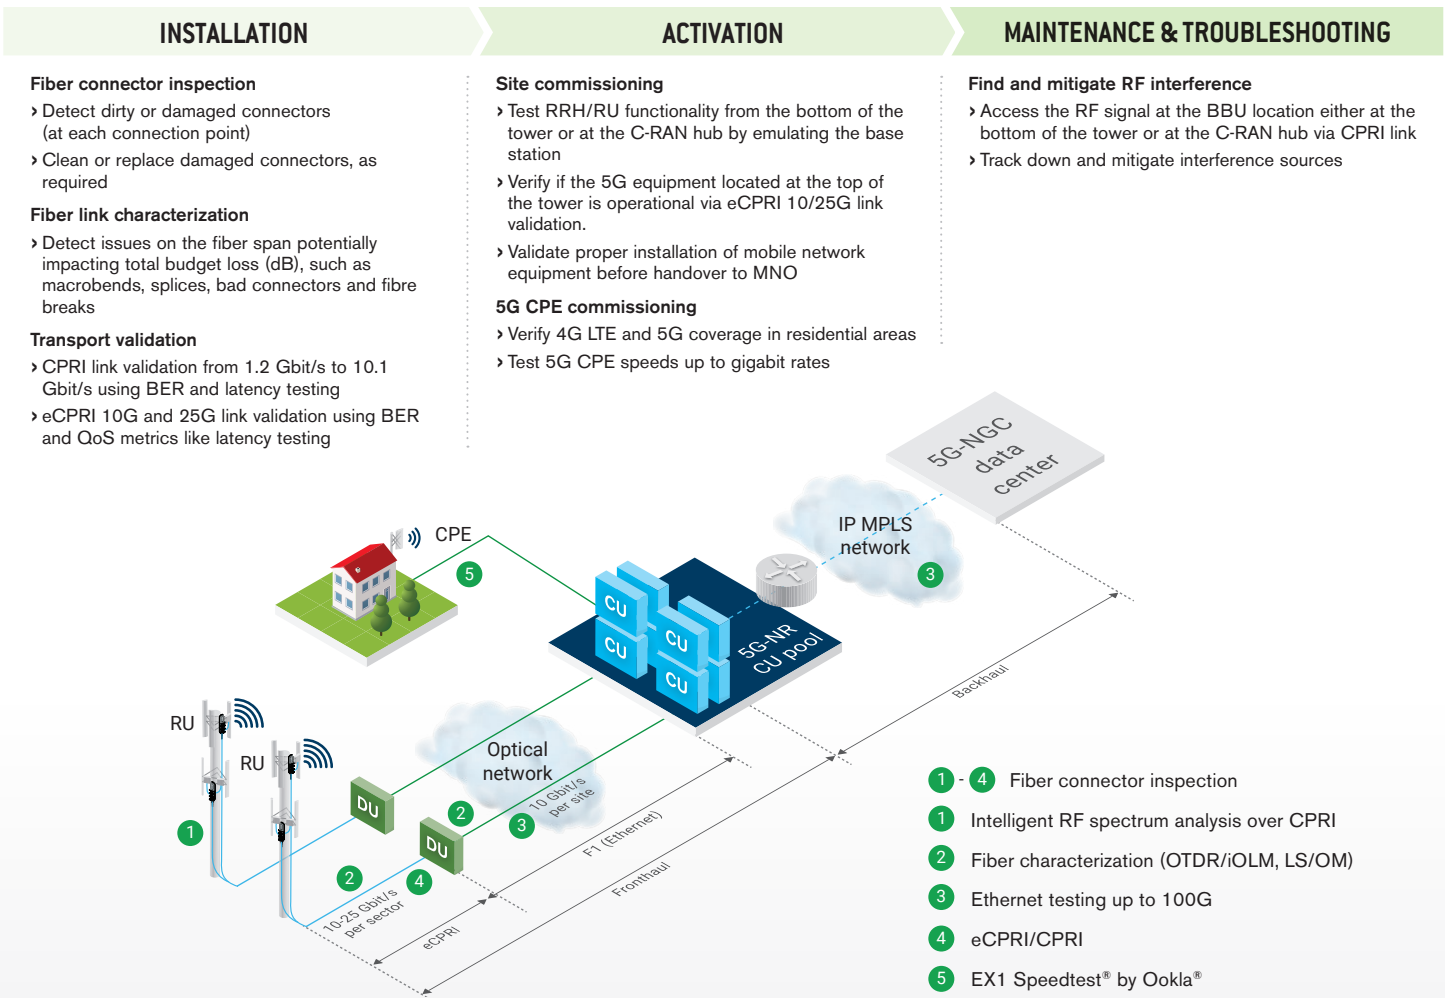 INSTALLATION
Fiber connector inspection
› Detect dirty or damaged connectors
(at each connection point)
› Clean or replace damaged connectors, as
required
Fiber link characterization
› Detect issues on the fiber span potentially
impacting total budget loss (dB), such as
macrobends, splices, bad connectors and fibre
breaks
Transport validation
› CPRI link validation from 1.2 Gbit/s to 10.1
Gbit/s using BER and latency testing
› eCPRI 10G and 25G link validation using BER
and QoS metrics like latency testing
ACTIVATION
Site commissioning
› Test RRH/RU functionality from the bottom of the
tower or at the C-RAN hub by emulating the base
station
› Verify if the 5G equipment located at the top of
the tower is operational via eCPRI 10/25G link
validation.
› Validate proper installation of mobile network
equipment before handover to MNO
5G CPE commissioning
› Verify 4G LTE and 5G coverage in residential areas
› Test 5G CPE speeds up to gigabit rates
MAINTENANCE & TROUBLESHOOTING
Find and mitigate RF interference
› Access the RF signal at the BBU location either at the
bottom of the tower or at the C-RAN hub via CPRI link
› Track down and mitigate interference sources
5G-NGC
data
center
IP MPLS
network
3
CPE
5
CU
CU
CU
CU
5G-NR
CU pool
Backhaul
RU
RU
Optical
network
10 Gbit/s
per site
DU
DU
1
2
3
2
4
10-25 Gbit/s
per sector
eCPRI
F1 (Ethernet)
Fronthaul
1 - 4 Fiber connector inspection
1 Intelligent RF spectrum analysis over CPRI
2 Fiber characterization (OTDR/iOLM, LS/OM)
3 Ethernet testing up to 100G
4 eCPRI/CPRI
5 EX1 Speedtest® by Ookla®